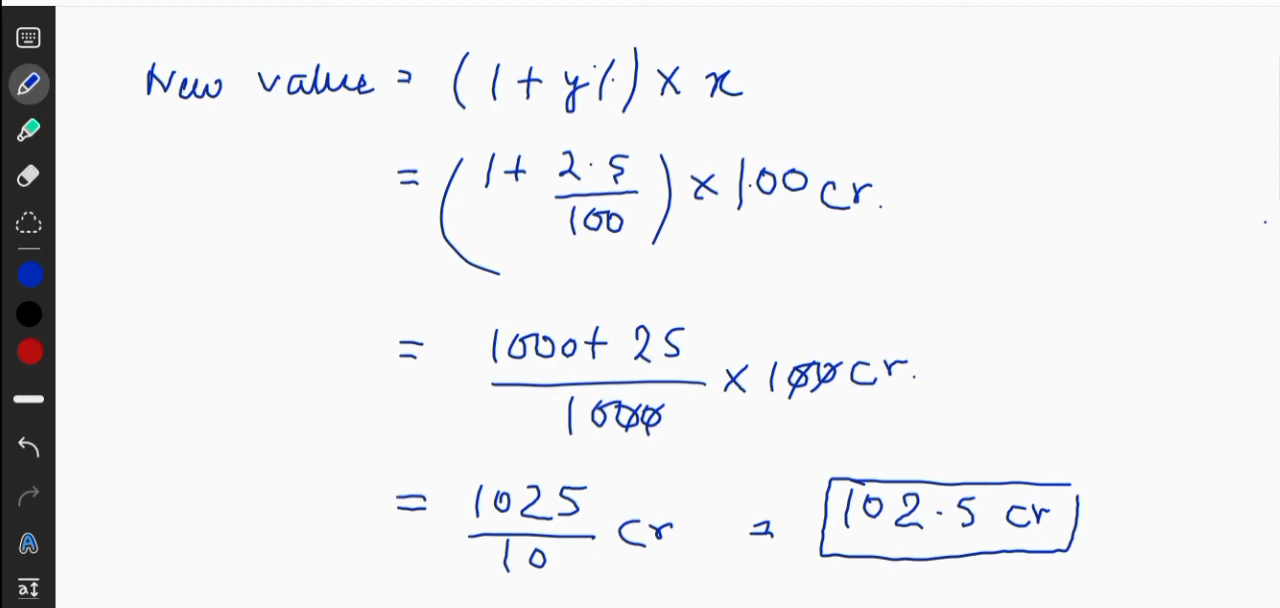 New value = (1 + y%) × x
= (1 + 2.5/100) × 100 cr.
= 1000 + 25/1000 × 100 cr.
= 1025/10 cr = 102.5 cr